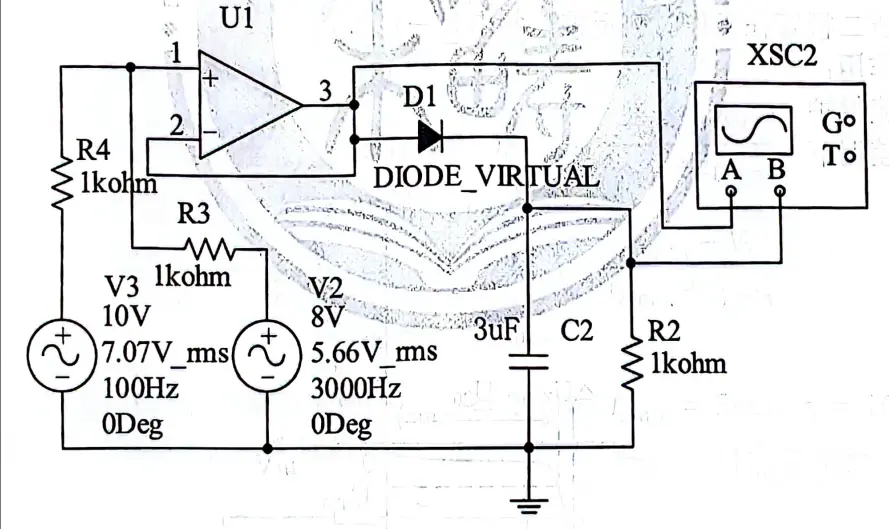 U1
XSC2
1
+
3
D1
G
T
2
−
R4
1kohm
DIODE_VIRTUAL
A B
R3
1kohm
V3
10V
7.07V_rms
100Hz
0Deg
V2
8V
5.66V_rms
3000Hz
0Deg
3uF
C2
R2
1kohm
+
−
+
−